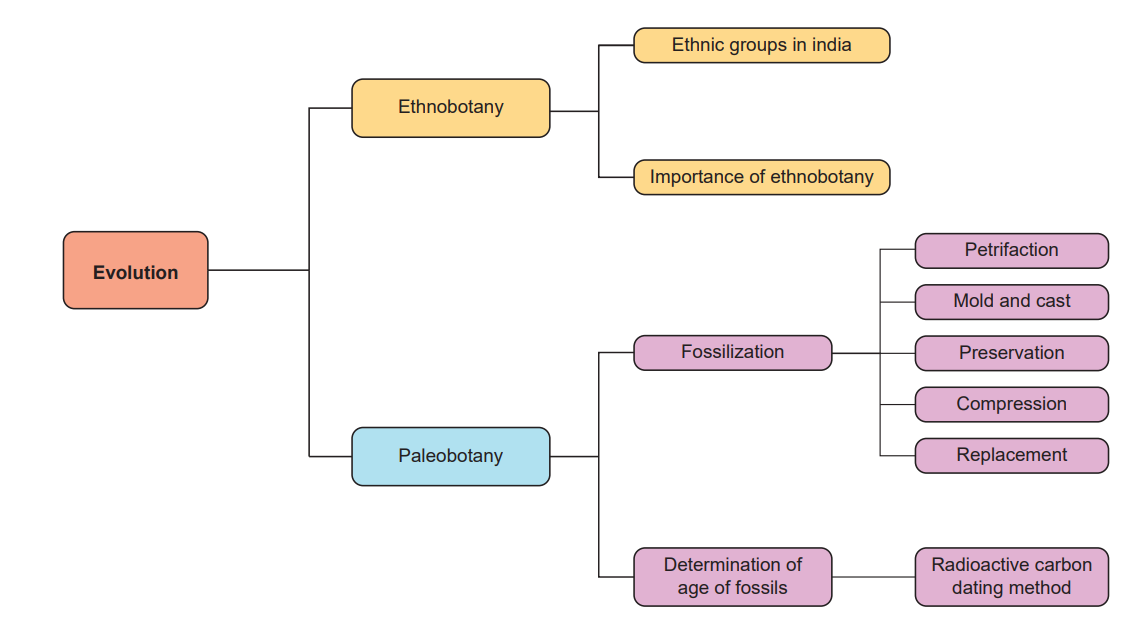 Ethnic groups in india
Ethnobotany
Importance of ethnobotany
Evolution
Petrifaction
Mold and cast
Fossilization
Preservation
Compression
Paleobotany
Replacement
Determination of
age of fossils
Radioactive carbon
dating method